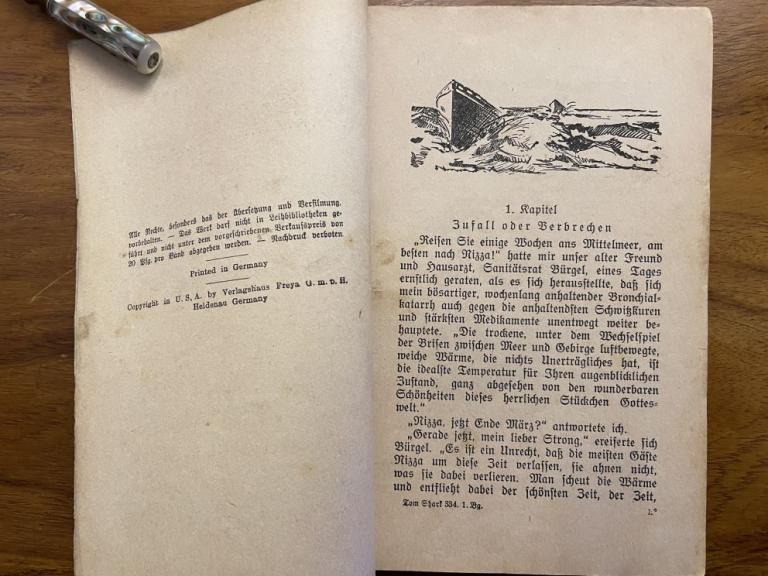 Alle Rechte, besonders das der Übersetzung und Verfilmung,
vorbehalten. — Das Werk darf nicht in Leihbibliotheken ge-
führt und nicht unter dem vorgeschriebenen Verkaufspreis von
20 Pfg. pro Band abgegeben werden. — Nachdruck verboten.
Printed in Germany
Copyright in U. S. A. by Verlagshaus Freya G. m. b. H.
Heidenau Germany
1. Kapitel
Zufall oder Verbrechen
„Reisen Sie einige Wochen ans Mittelmeer, am
besten nach Nizza!“ hatte mir unser alter Freund
und Hausarzt, Sanitätsrat Bürgel, eines Tages
ernstlich geraten, als es sich herausstellte, daß sich
mein bösartiger, wochenlang anhaltender Bronchial-
katarrh auch gegen die anhaltendsten Schwitzkuren
und stärksten Medikamente unentwegt weiter be-
hauptete. „Die trockene, unter dem Wechselspiel
der Brisen zwischen Meer und Gebirge luftbewegte,
weiche Wärme, die nichts Unerträgliches hat, ist
die idealste Temperatur für Ihren augenblicklichen
Zustand, ganz abgesehen von den wunderbaren
Schönheiten dieses herrlichen Stückchen Gottes-
welt.“
„Nizza, jetzt Ende März?“ antwortete ich.
„Gerade jetzt, mein lieber Strong,“ ereiferte sich
Bürgel. „Es ist ein Unrecht, daß die meisten Gäste
Nizza um diese Zeit verlassen, sie ahnen nicht,
was sie dabei verlieren. Man scheut die Wärme
und entflieht dabei der schönsten Zeit, der Zeit,
Tom Shark 334. 1. Bg.
1.*